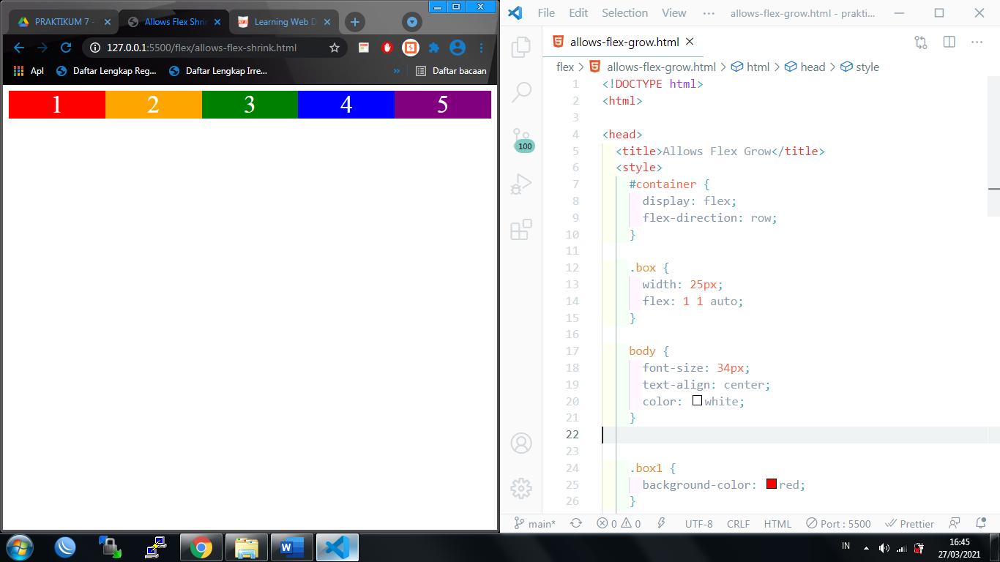 PRAKTIKUM 7 -
Allows Flex Shri
Learning Web D
127.0.0.1:5500/flex/allows-flex-shrink.html
Apl
Daftar Lengkap Reg...
Daftar Lengkap Irre...
»
Daftar bacaan
1 2 3 4 5
File Edit Selection View ··· allows-flex-grow.html - prakti...
allows-flex-grow.html
flex > allows-flex-grow.html > html > head > style
100
1 <!DOCTYPE html>
2 <html>
3
4 <head>
5 <title>Allows Flex Grow</title>
6 <style>
7 #container {
8 display: flex;
9 flex-direction: row;
10 }
11
12 .box {
13 width: 25px;
14 flex: 1 1 auto;
15 }
16
17 body {
18 font-size: 34px;
19 text-align: center;
20 color: white;
21 }
22
23
24 .box1 {
25 background-color: red;
26 }
main* 0 0 UTF-8 CRLF HTML Port : 5500 Prettier
IN
16:45
27/03/2021